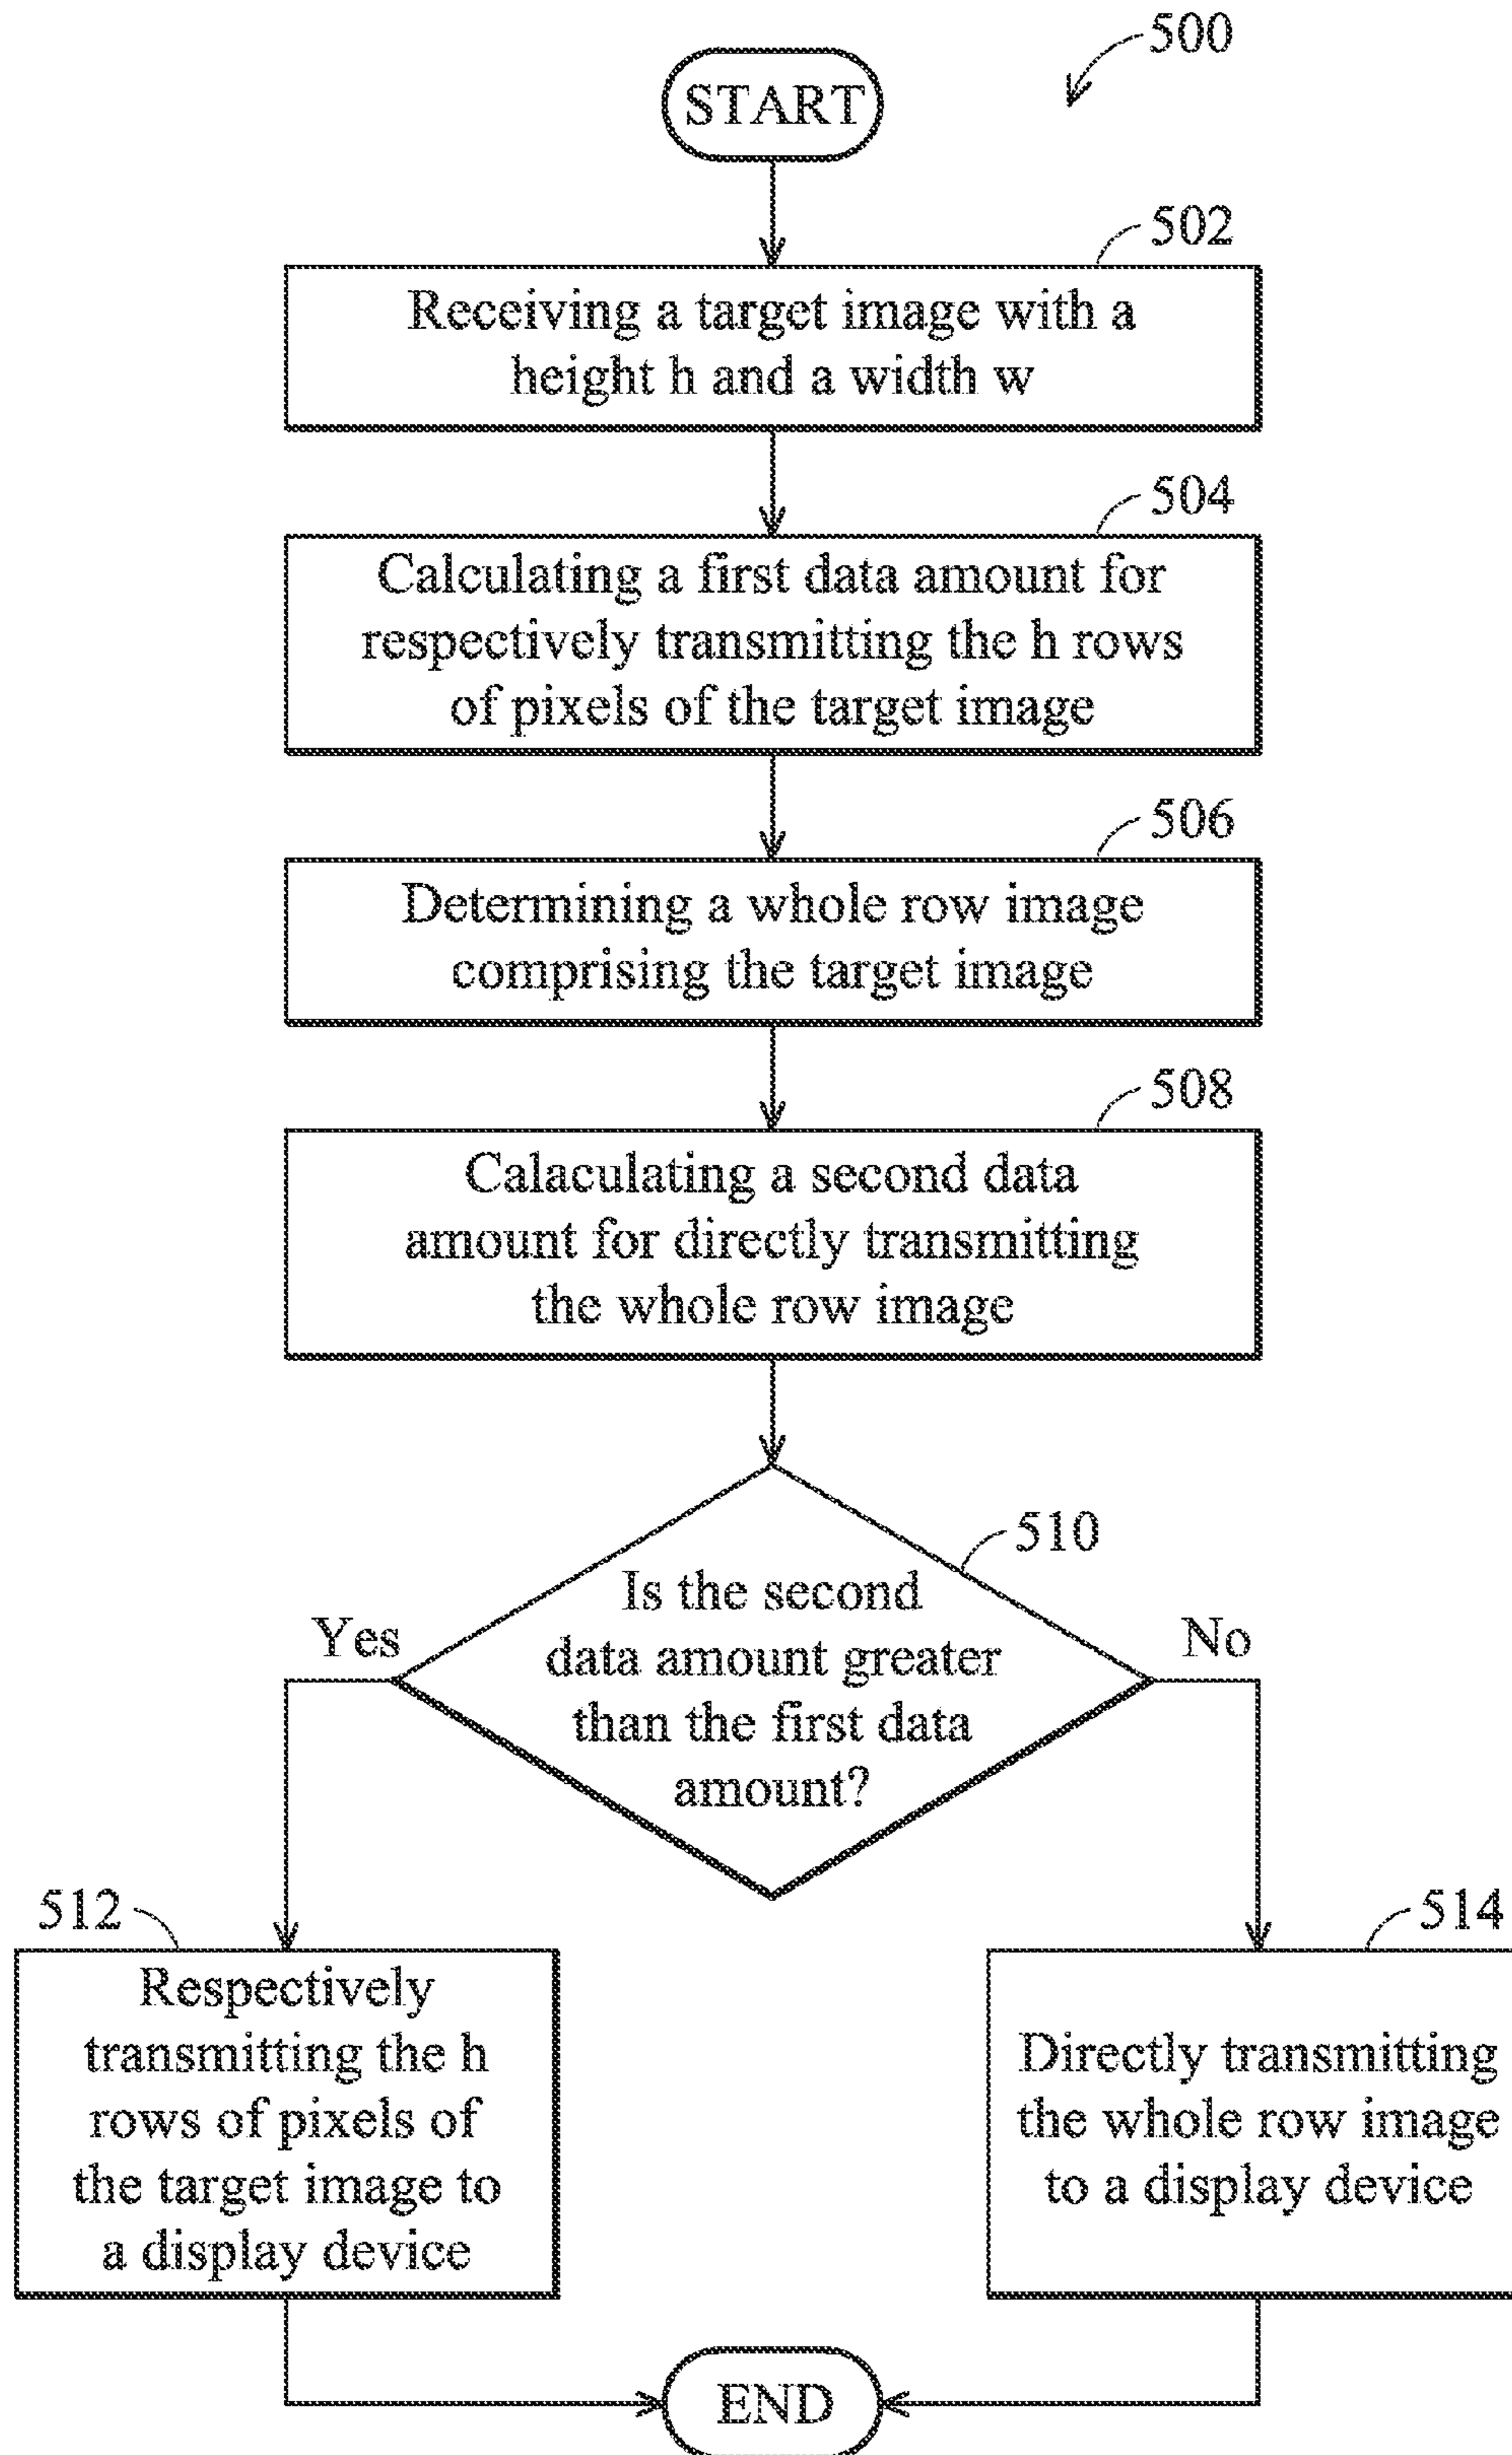 500
START
502
Receiving a target image with a
height h and a width w
504
Calculating a first data amount for
respectively transmitting the h rows
of pixels of the target image
506
Determining a whole row image
comprising the target image
508
Calaculating a second data
amount for directly transmitting
the whole row image
510
Is the second
data amount greater
than the first data
amount?
Yes
No
512
Respectively
transmitting the h
rows of pixels of
the target image to
a display device
514
Directly transmitting
the whole row image
to a display device
END